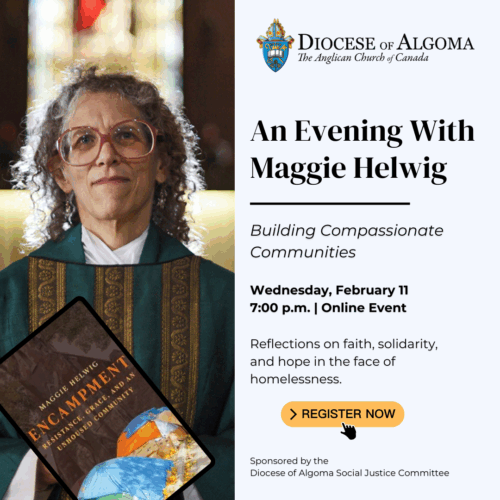 DIOCESE OF ALGOMA
The Anglican Church of Canada
An Evening With
Maggie Helwig
Building Compassionate
Communities
Wednesday, February 11
7:00 p.m. | Online Event
Reflections on faith, solidarity,
and hope in the face of
homelessness.
REGISTER NOW
Sponsored by the
Diocese of Algoma Social Justice Committee
MAGGIE HELWIG
ENCAMPMENT
RESISTANCE, GRACE, AND AN
UNHOUSED COMMUNITY